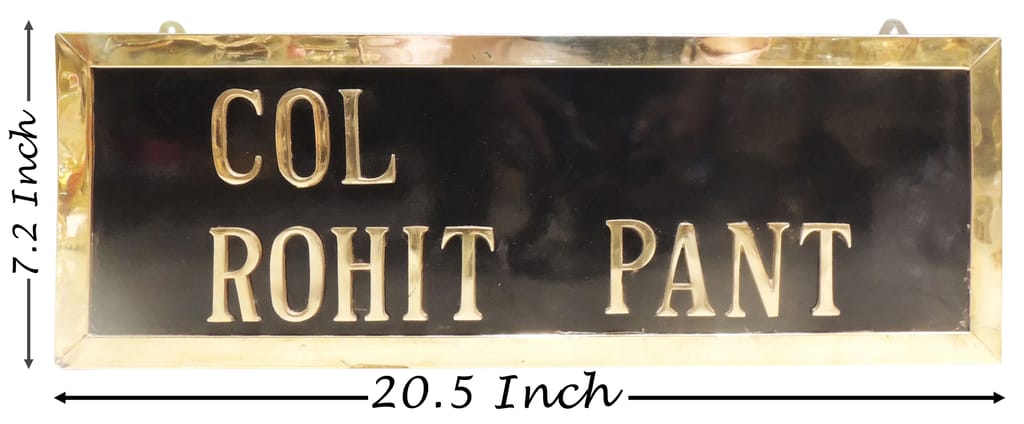 COL
ROHIT PANT
7.2 Inch
20.5 Inch